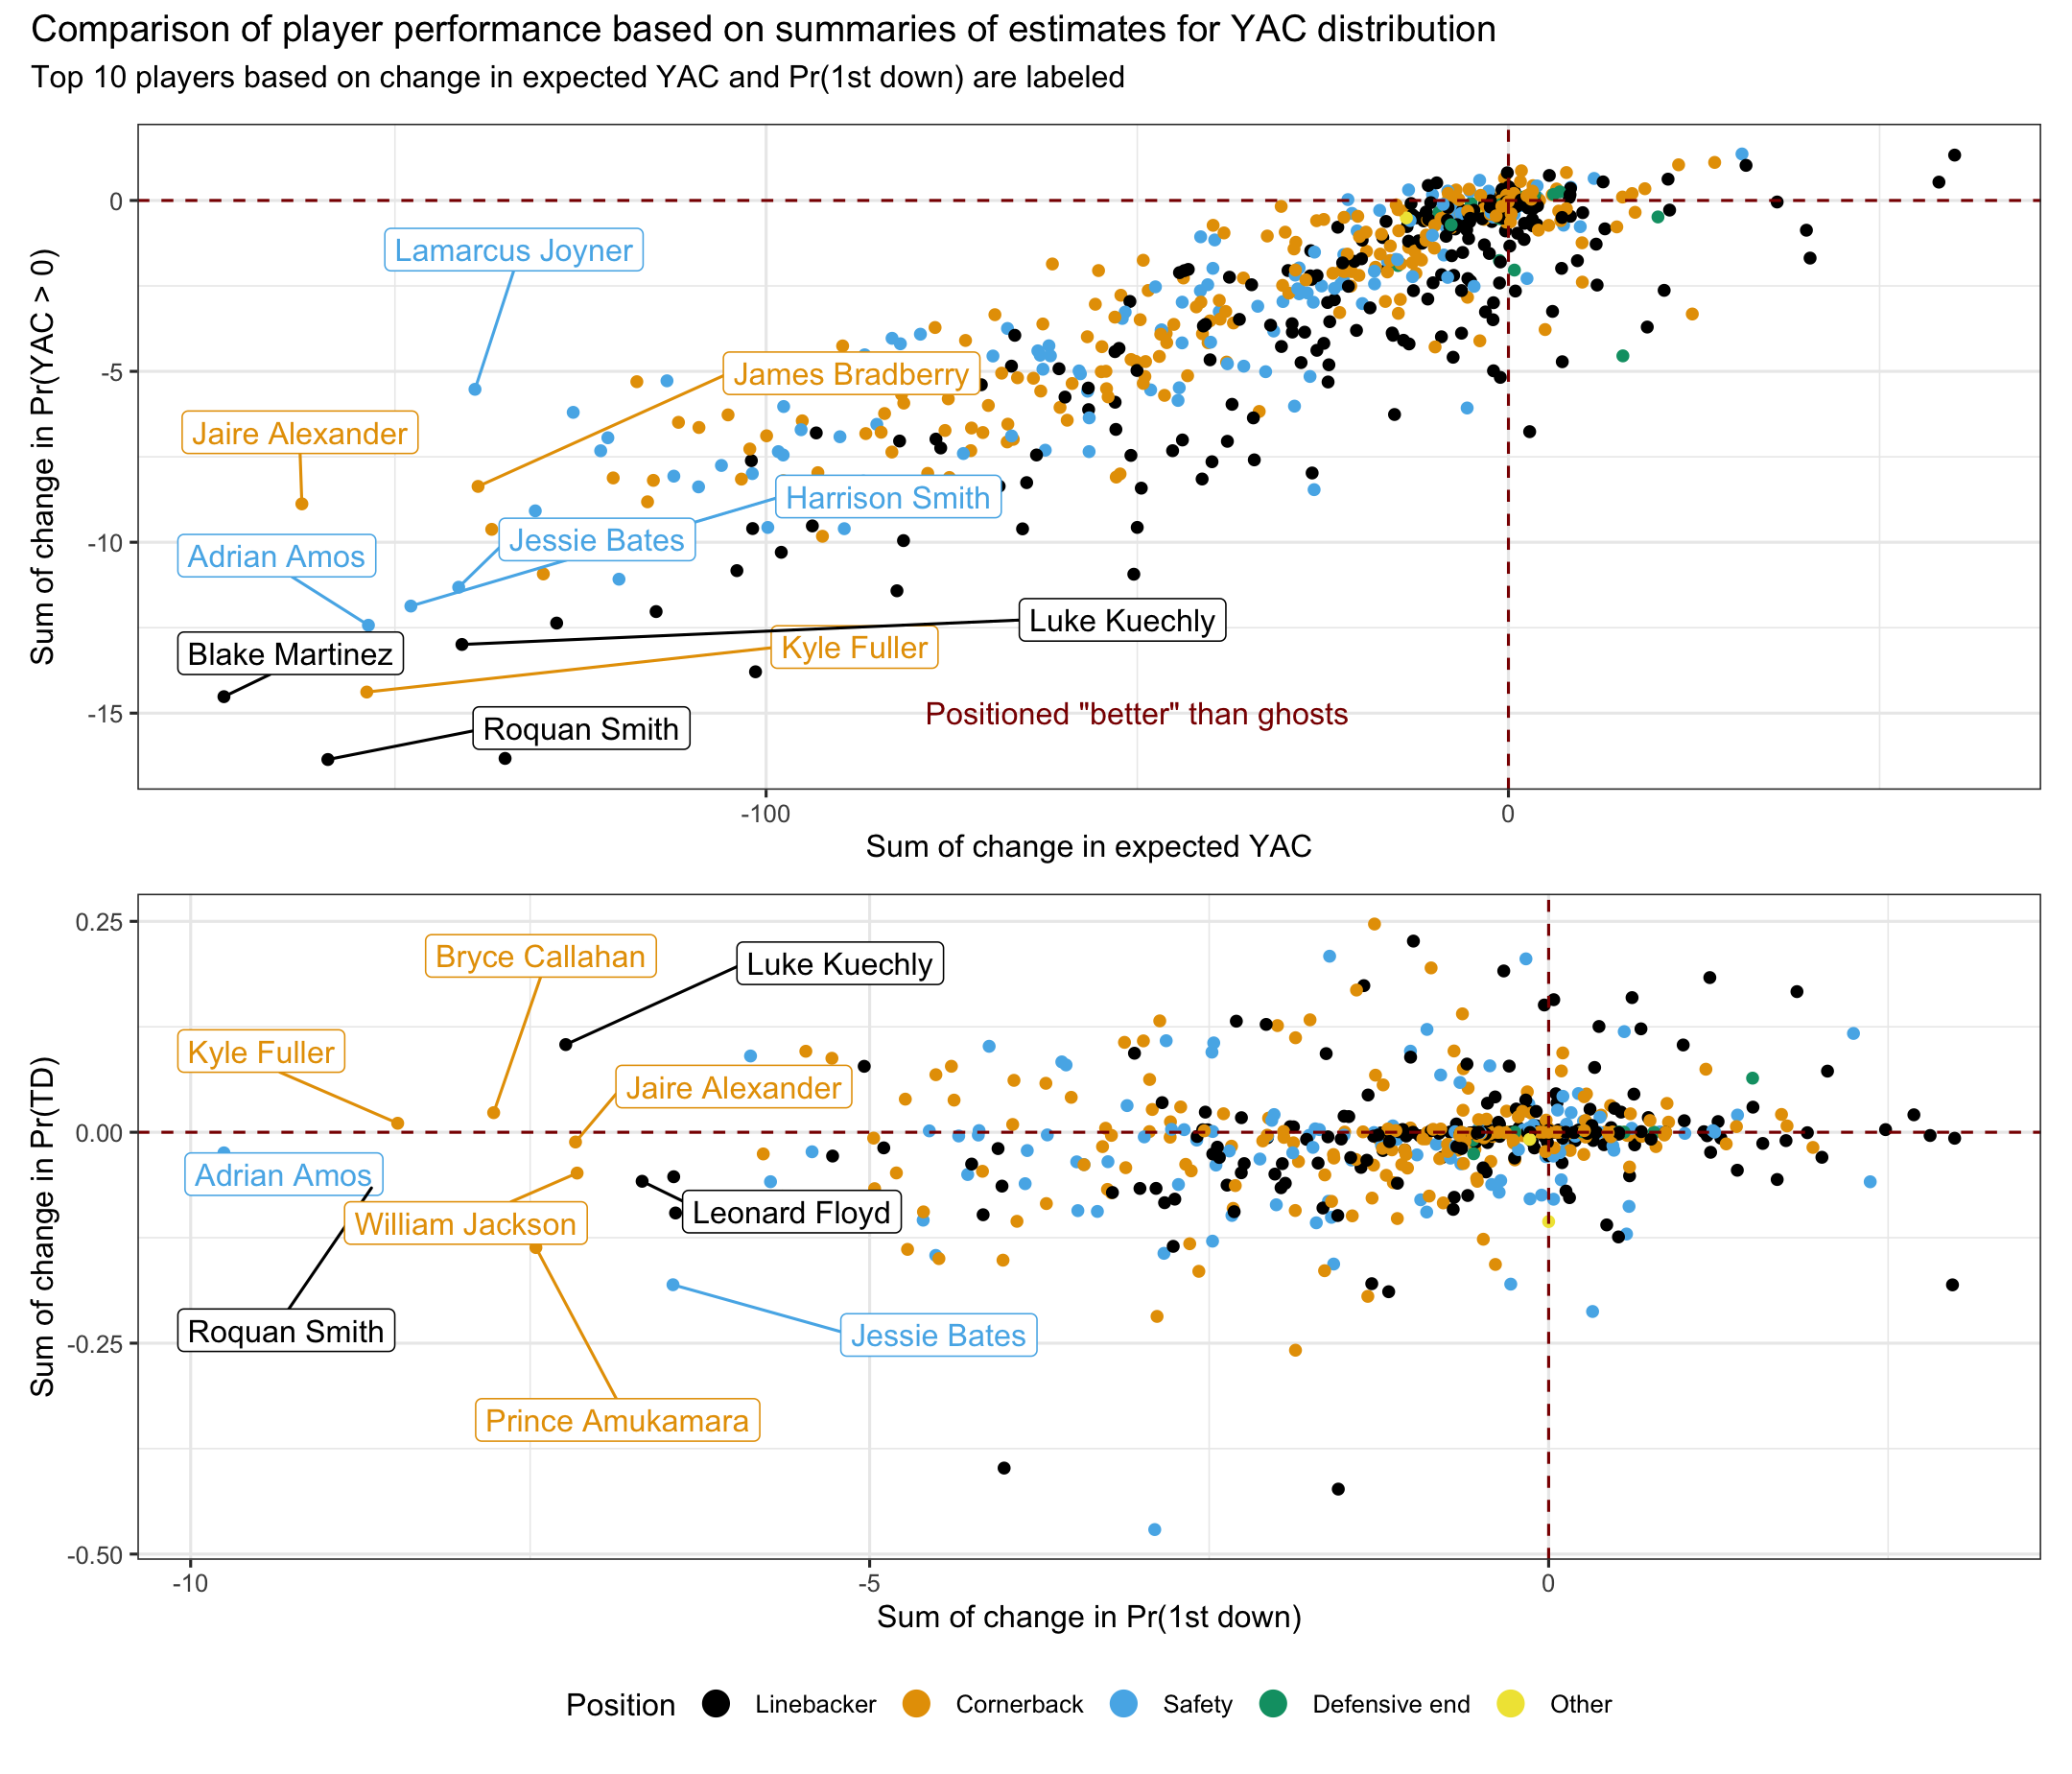 Comparison of player performance based on summaries of estimates for YAC distribution
Top 10 players based on change in expected YAC and Pr(1st down) are labeled
Sum of change in Pr(YAC > 0)
0
-5
-10
-15
Lamarcus Joyner
James Bradberry
Jaire Alexander
Harrison Smith
Jessie Bates
Adrian Amos
Luke Kuechly
Kyle Fuller
Blake Martinez
Roquan Smith
Positioned "better" than ghosts
-100
0
Sum of change in expected YAC
Sum of change in Pr(TD)
0.25
0.00
-0.25
-0.50
Bryce Callahan
Luke Kuechly
Kyle Fuller
Jaire Alexander
Adrian Amos
Leonard Floyd
William Jackson
Roquan Smith
Jessie Bates
Prince Amukamara
-10
-5
0
Sum of change in Pr(1st down)
Position
Linebacker
Cornerback
Safety
Defensive end
Other